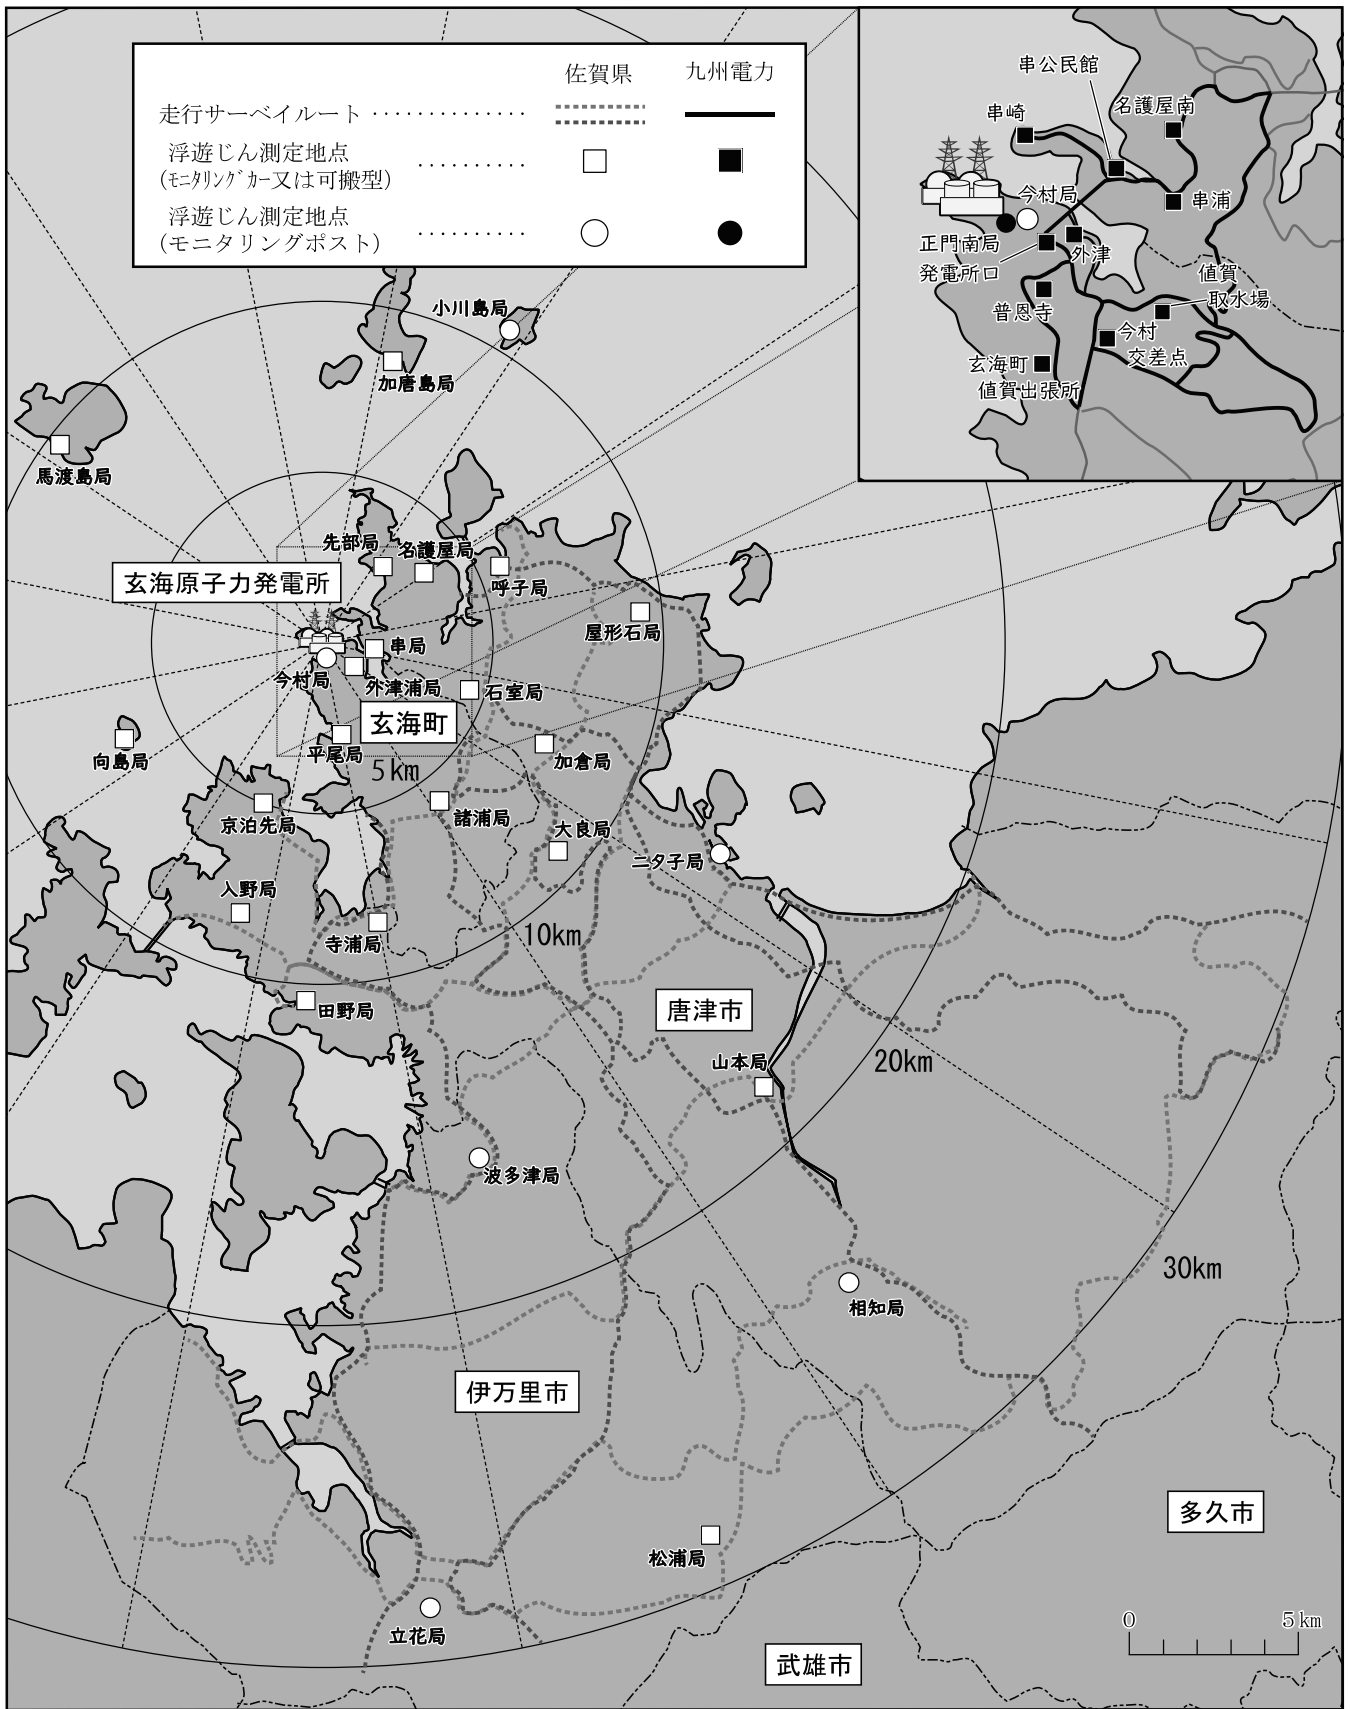 佐賀県 九州電力
走行サーベイルート ··············
浮遊じん測定地点
(ﾓﾆﾀﾘﾝｸﾞｶー又は可搬型) ··········
浮遊じん測定地点
(モニタリングポスト) ··········
串公民館
串崎
名護屋南
今村局
串浦
正門南局
発電所口
外津
値賀
取水場
普恩寺
今村
交差点
玄海町
値賀出張所
小川島局
加唐島局
馬渡島局
先部局
名護屋局
呼子局
玄海原子力発電所
屋形石局
串局
今村局
外津浦局
石室局
玄海町
平尾局
向島局
加倉局
5km
京泊先局
諸浦局
大良局
二タ子局
入野局
寺浦局
10km
田野局
唐津市
山本局
20km
波多津局
30km
相知局
伊万里市
多久市
松浦局
立花局
武雄市
0 5km